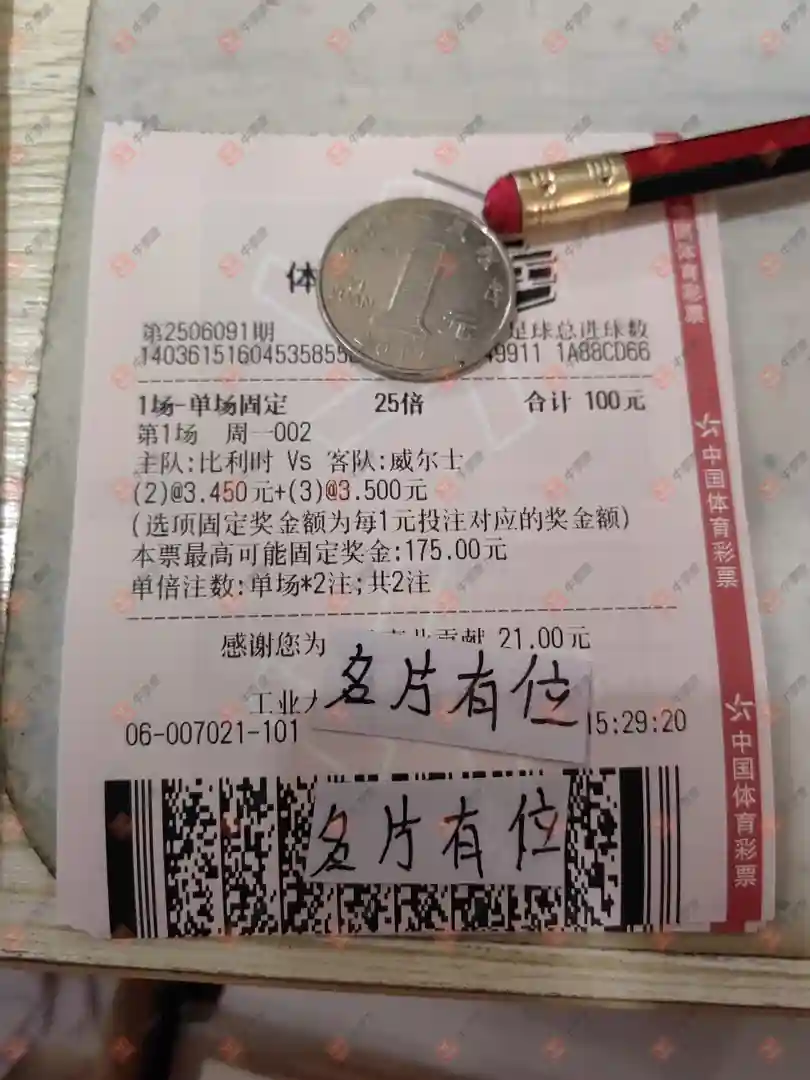 体
第2506091期 足球总进球数
140361516045358555 49911 1A88CD66
1场-单场固定 25倍 合计 100元
第1场 周一002
主队:比利时 Vs 客队:威尔士
(2)@3.450元+(3)@3.500元
(选项固定奖金额为每1元投注对应的奖金额)
本票最高可能固定奖金:175.00元
单倍注数:单场*2注;共2注
感谢您为 贡献 21.00元
名片有位
工业大
06-007021-101 15:29:20
名片有位
1
元
中国体育彩票
中国体育彩票
中国体育彩票